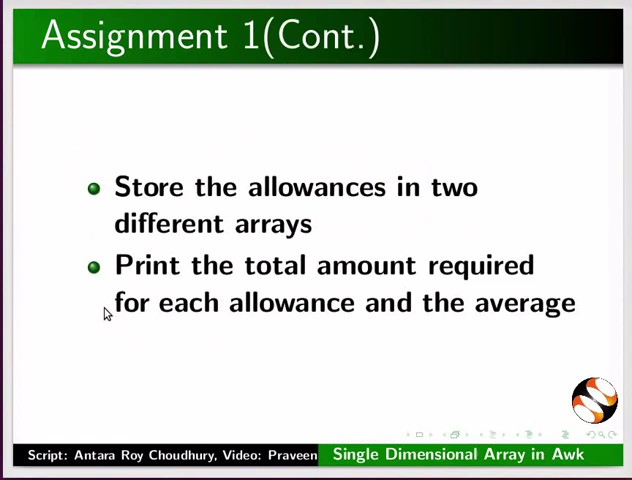 Assignment 1(Cont.)
Store the allowances in two
different arrays
Print the total amount required
for each allowance and the average
Script: Antara Roy Choudhury, Video: Praveen
Single Dimensional Array in Awk